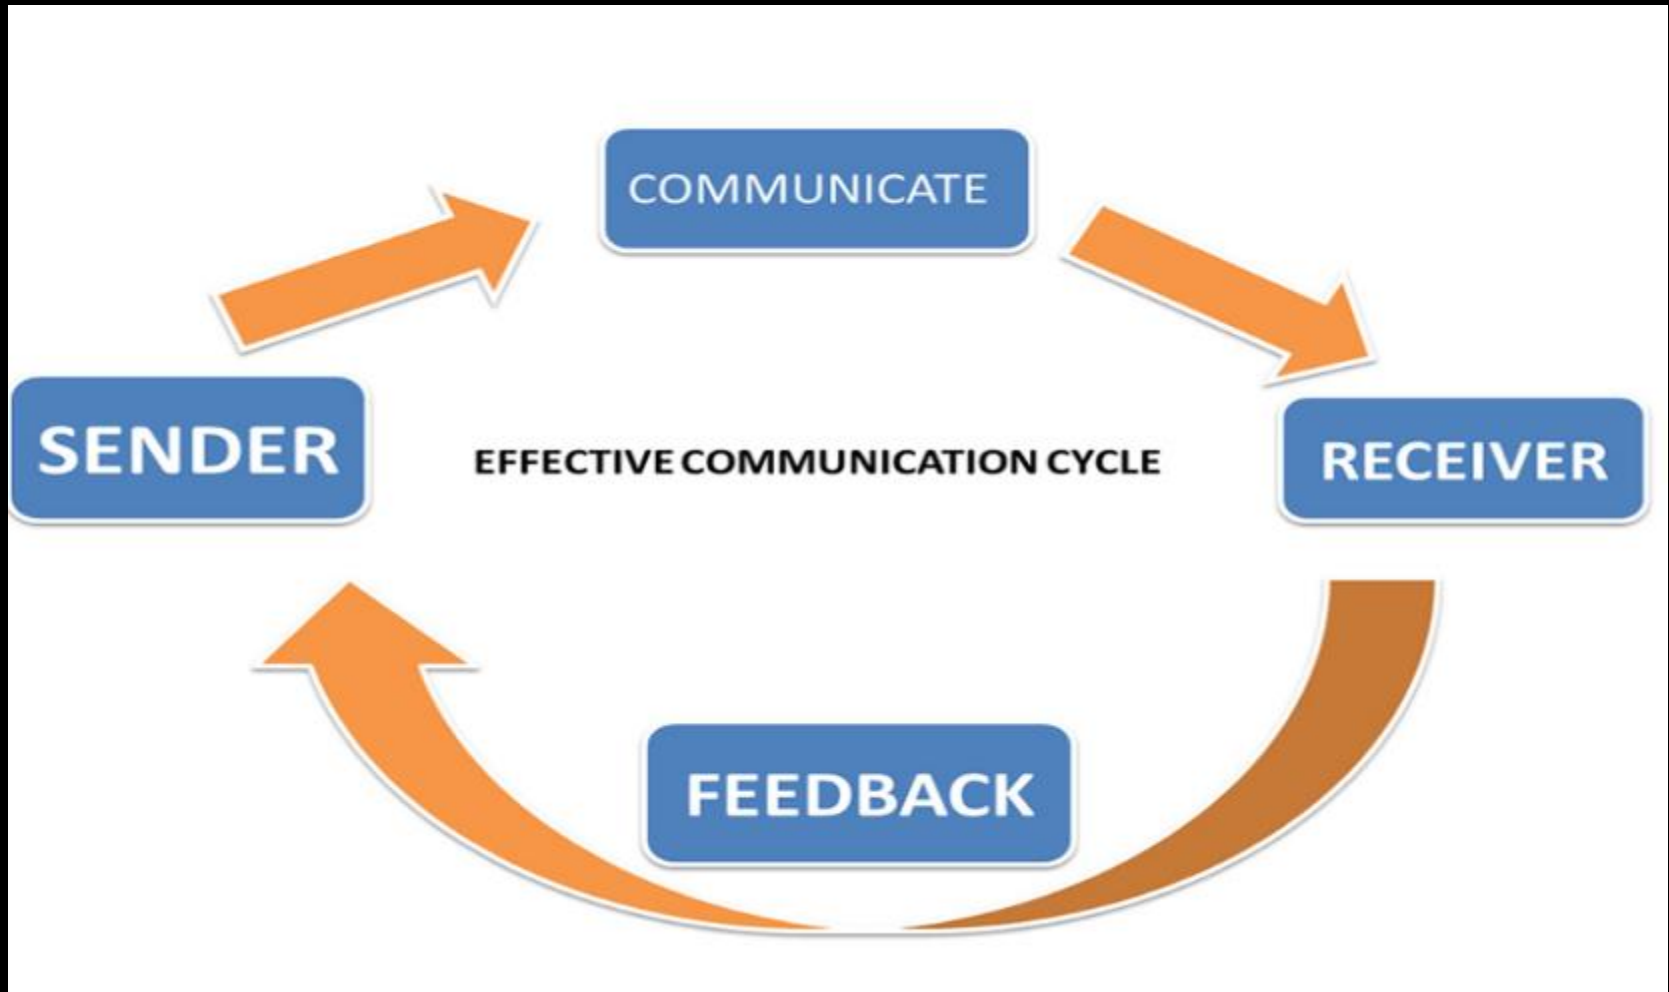 COMMUNICATE
SENDER
EFFECTIVE COMMUNICATION CYCLE
RECEIVER
FEEDBACK